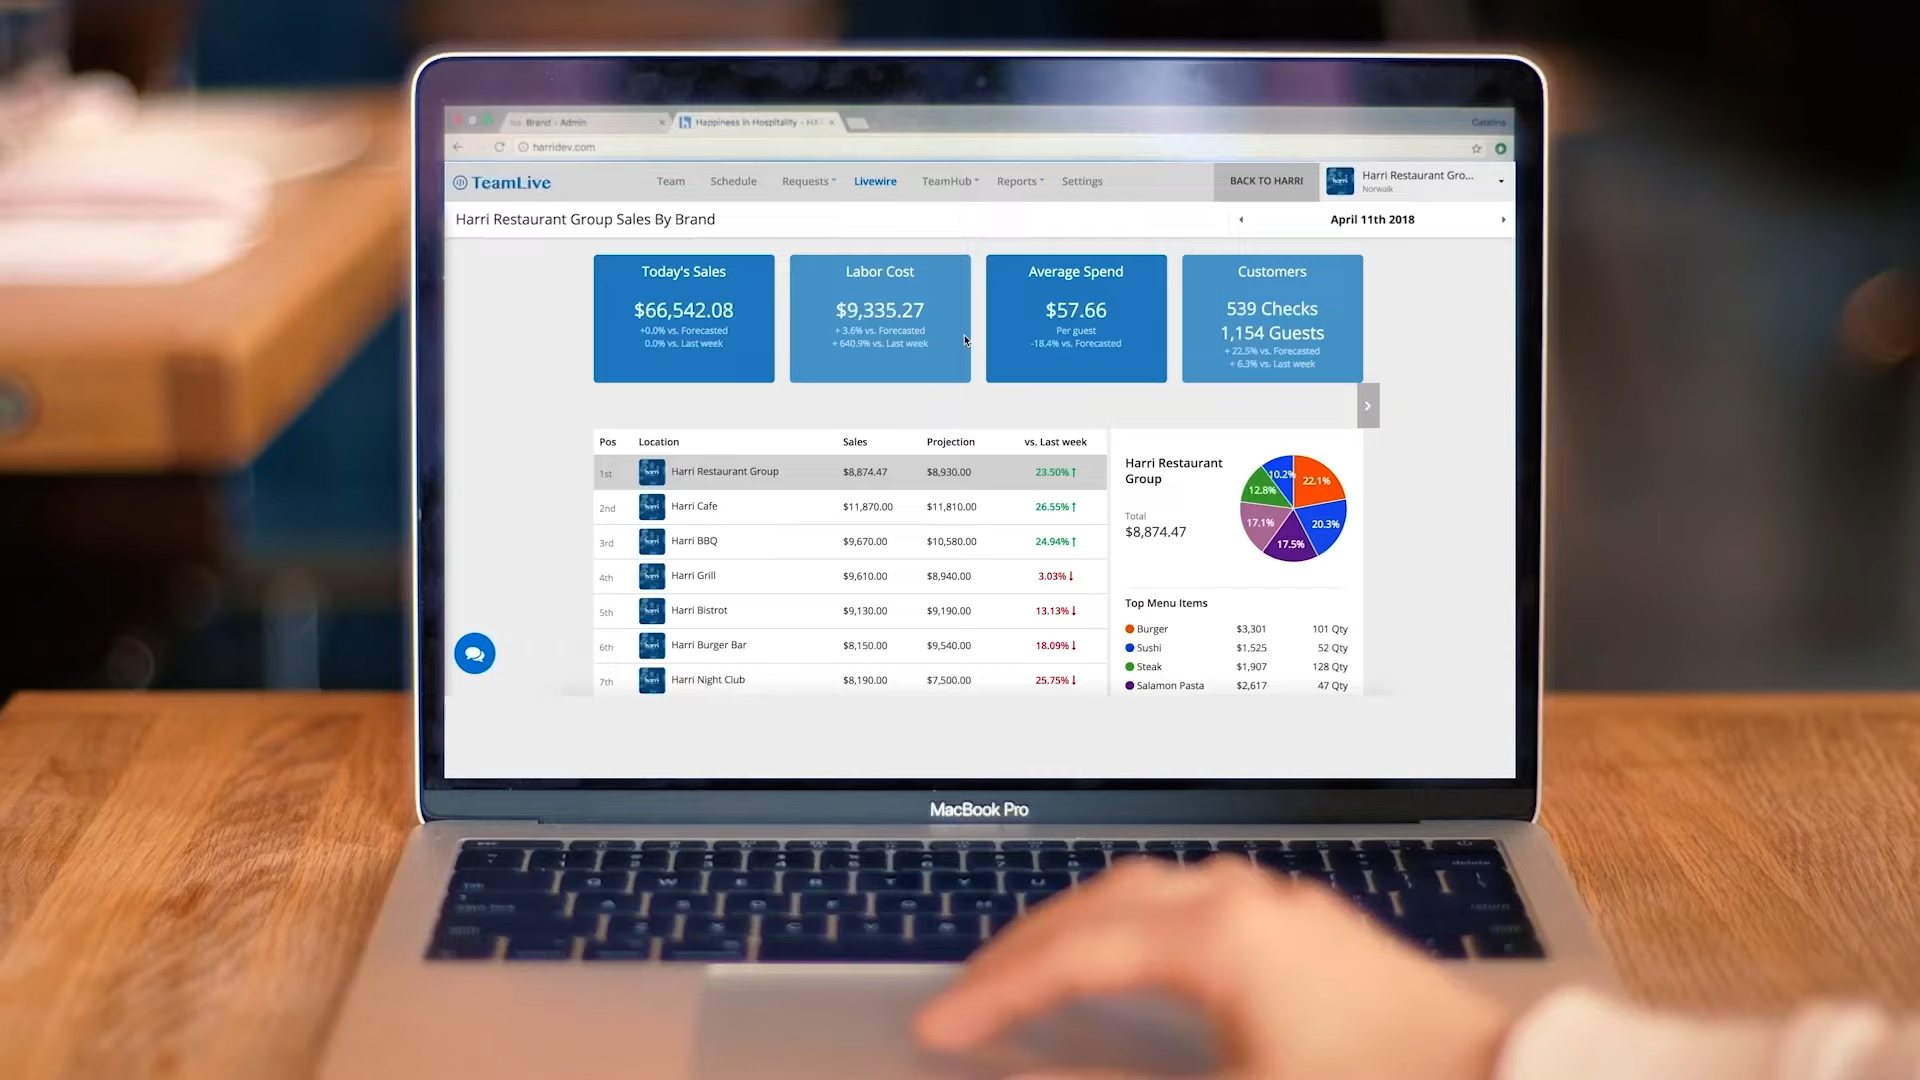 Brand - Admin
Happiness In Hospitality - HA
Catalina
harridev.com
TeamLive
Team
Schedule
Requests
Livewire
TeamHub
Reports
Settings
BACK TO HARRI
Harri Restaurant Gro...
Norwalk
Harri Restaurant Group Sales By Brand
April 11th 2018
Today's Sales
$66,542.08
+0.0% vs. Forecasted
0.0% vs. Last week
Labor Cost
$9,335.27
+ 3.6% vs. Forecasted
+ 640.9% vs. Last week
Average Spend
$57.66
Per guest
-18.4% vs. Forecasted
Customers
539 Checks
1,154 Guests
+ 22.5% vs. Forecasted
+ 6.3% vs. Last week
Pos Location Sales Projection vs. Last week
1st Harri Restaurant Group $8,874.47 $8,930.00 23.50%
2nd Harri Cafe $11,870.00 $11,810.00 26.55%
3rd Harri BBQ $9,670.00 $10,580.00 24.94%
4th Harri Grill $9,610.00 $8,940.00 3.03%
5th Harri Bistrot $9,130.00 $9,190.00 13.13%
6th Harri Burger Bar $8,150.00 $9,540.00 18.09%
7th Harri Night Club $8,190.00 $7,500.00 25.75%
Harri Restaurant
Group
Total
$8,874.47
10.2%
22.1%
12.8%
20.3%
17.1%
17.5%
Top Menu Items
Burger $3,301 101 Qty
Sushi $1,525 52 Qty
Steak $1,907 128 Qty
Salamon Pasta $2,617 47 Qty
MacBook Pro
delete
return